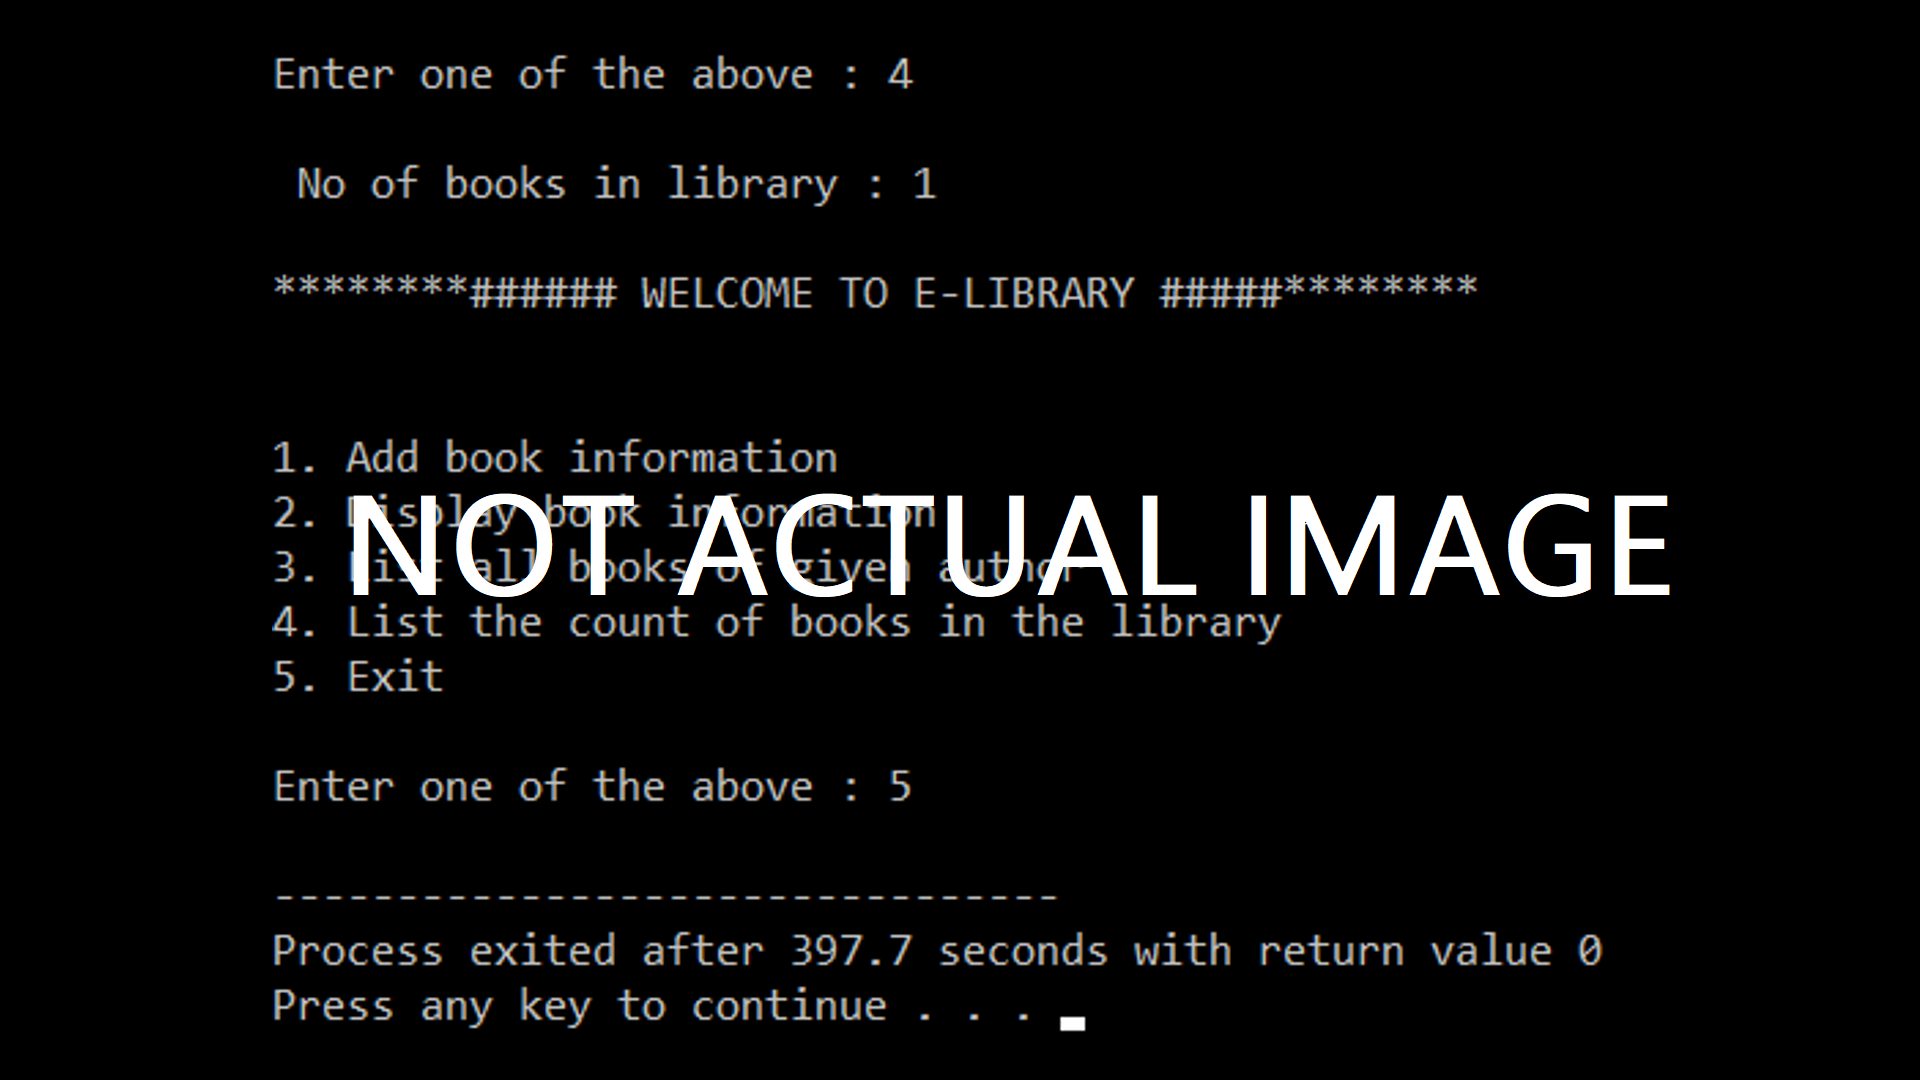 Enter one of the above : 4
No of books in library : 1
********###### WELCOME TO E-LIBRARY #####********
1. Add book information
2. Display book information
NOT ACTUAL IMAGE
3. List all books of given author
4. List the count of books in the library
5. Exit
Enter one of the above : 5
--------------------------------
Process exited after 397.7 seconds with return value 0
Press any key to continue . . .